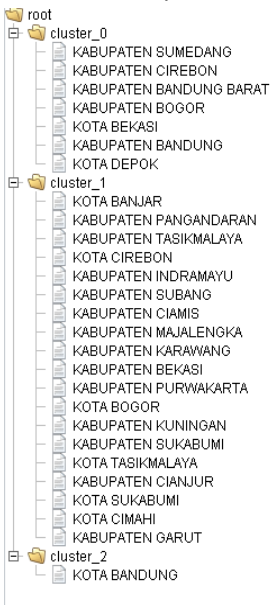 root
cluster_0
KABUPATEN SUMEDANG
KABUPATEN CIREBON
KABUPATEN BANDUNG BARAT
KABUPATEN BOGOR
KOTA BEKASI
KABUPATEN BANDUNG
KOTA DEPOK
cluster_1
KOTA BANJAR
KABUPATEN PANGANDARAN
KABUPATEN TASIKMALAYA
KOTA CIREBON
KABUPATEN INDRAMAYU
KABUPATEN SUBANG
KABUPATEN CIAMIS
KABUPATEN MAJALENGKA
KABUPATEN KARAWANG
KABUPATEN BEKASI
KABUPATEN PURWAKARTA
KOTA BOGOR
KABUPATEN KUNINGAN
KABUPATEN SUKABUMI
KOTA TASIKMALAYA
KABUPATEN CIANJUR
KOTA SUKABUMI
KOTA CIMAHI
KABUPATEN GARUT
cluster_2
KOTA BANDUNG